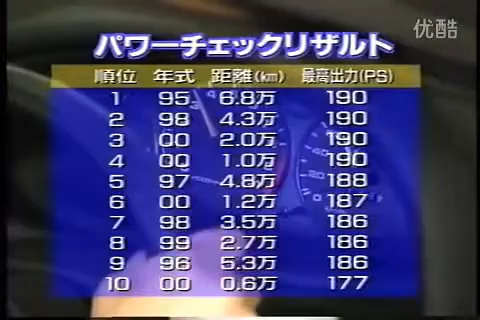 优酷
パワーチェックリザルト
順位 年式 距離(km) 最高出力(PS)
1 95 6.8万 190
2 98 4.3万 190
3 00 2.0万 190
4 00 1.0万 190
5 97 4.8万 188
6 00 1.2万 187
7 98 3.5万 186
8 99 2.7万 186
9 96 5.3万 186
10 00 0.6万 177